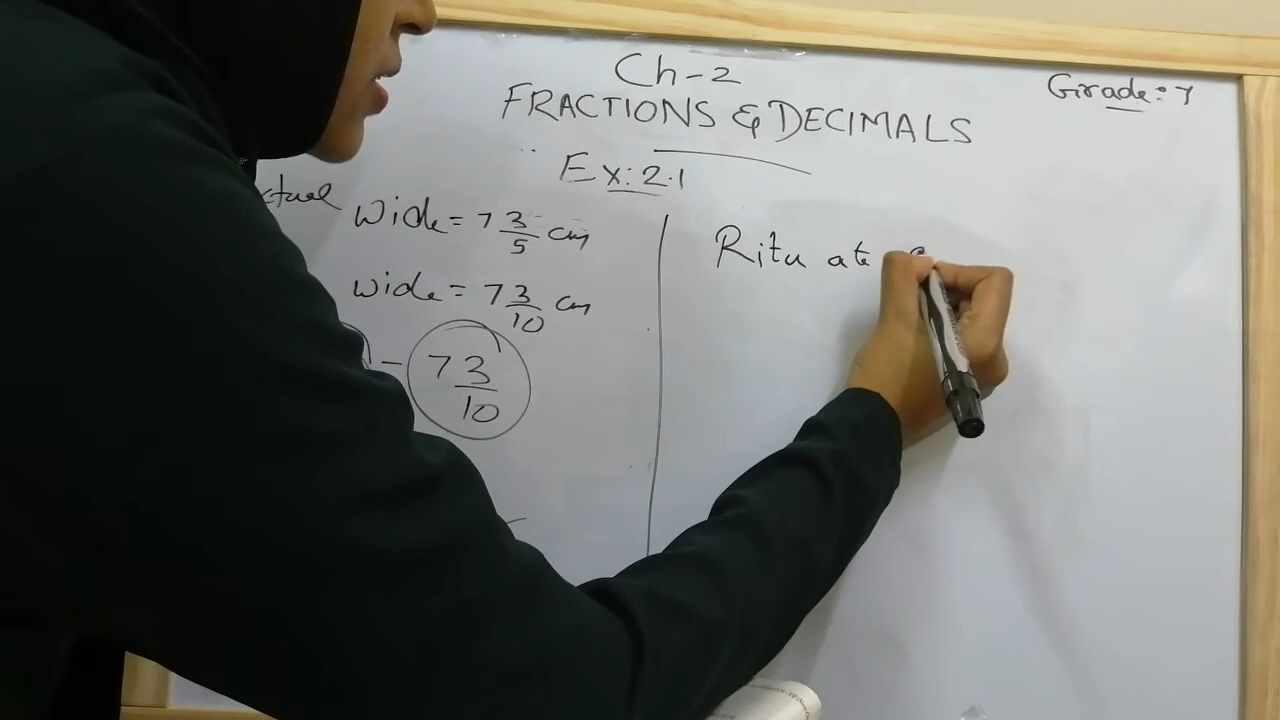 Ch-2
Grade: 7
FRACTIONS & DECIMALS
Ex: 2.1
wide = 7 3/5 cm
wide = 7 3/10 cm
- 7 3/10
Ritu ate